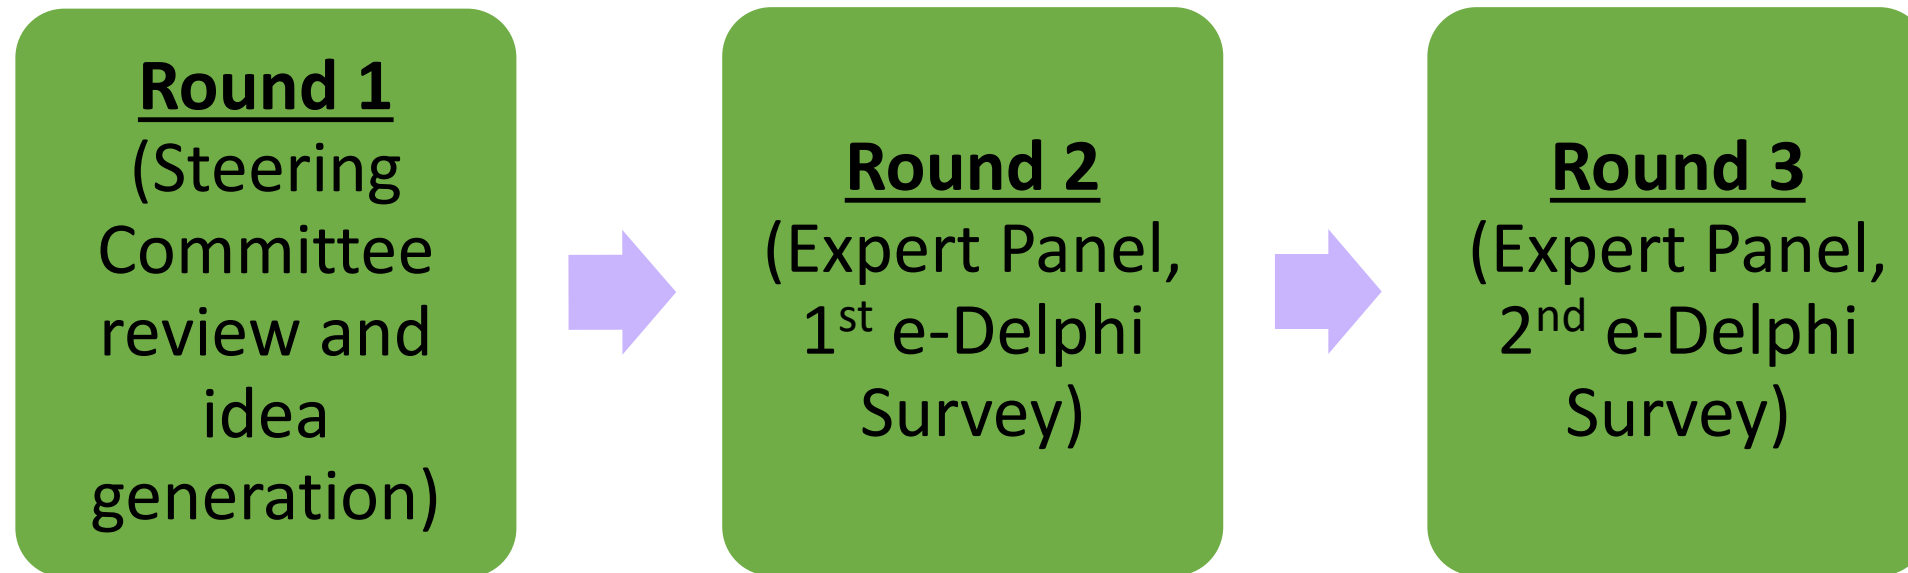 Round 1
(Steering
Committee
review and
idea
generation)
Round 2
(Expert Panel,
1st e-Delphi
Survey)
Round 3
(Expert Panel,
2nd e-Delphi
Survey)